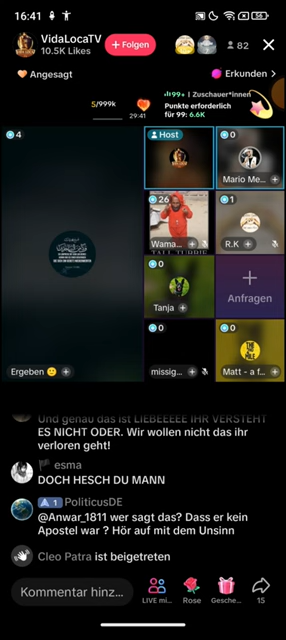 16:41
56
VidaLocaTV
10.5K Likes
+ Folgen
82
Angesagt
Erkunden >
5/999k
29:41
99+ | Zuschauer*innen
Punkte erforderlich
für 99: 6.6K
4
Host
0
Mario Me...
26
Wama...
1
R.K
0
Tanja
Anfragen
Ergeben 🙂
0
missig...
0
Matt - a f...
Und genau das ist LIEBEEEEE IHR VERSTEHT
ES NICHT ODER. Wir wollen nicht das ihr
verloren geht!
esma
DOCH HESCH DU MANN
1 PoliticusDE
@Anwar_1811 wer sagt das? Dass er kein
Apostel war ? Hör auf mit dem Unsinn
Cleo Patra ist beigetreten
Kommentar hinz...
LIVE mi...
Rose
Gesche...
15